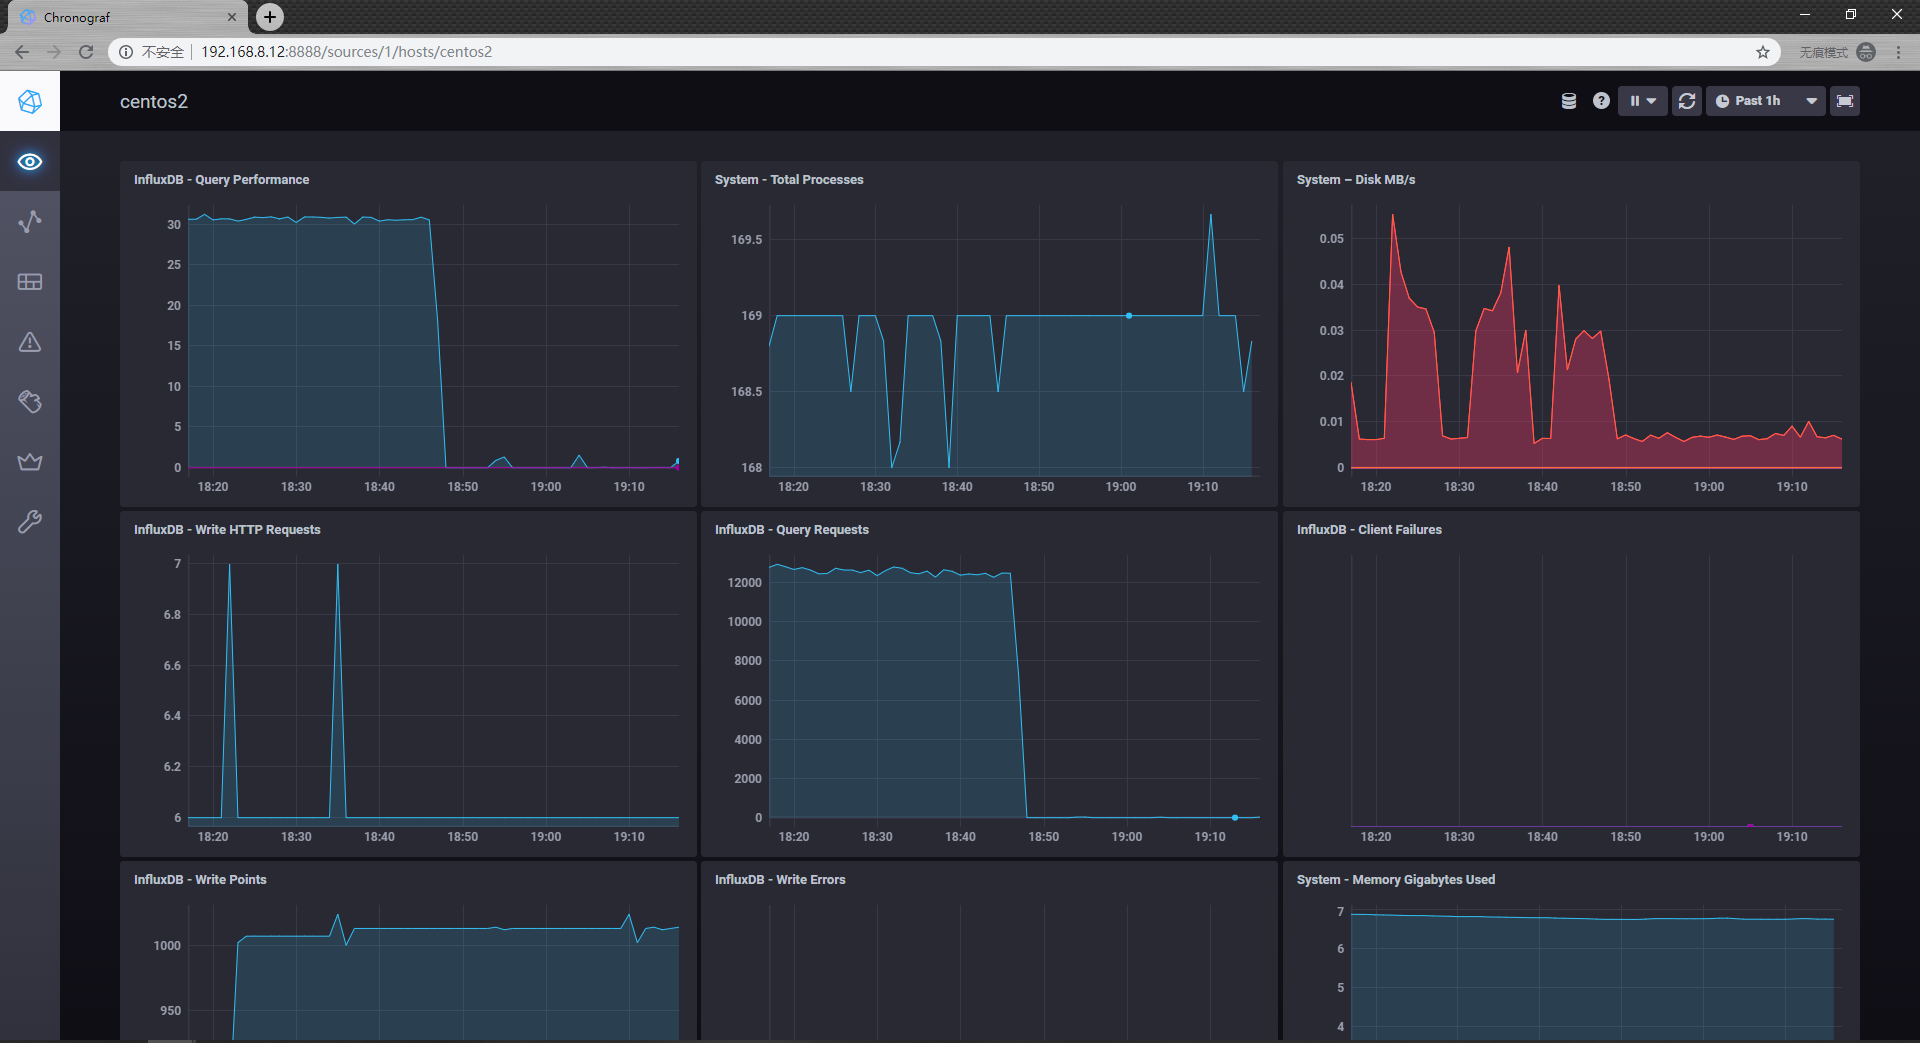 Chronograf
不安全 192.168.8.12:8888/sources/1/hosts/centos2
无痕模式
centos2
Past 1h
InfluxDB - Query Performance
30
25
20
15
10
5
0
18:20 18:30 18:40 18:50 19:00 19:10
System - Total Processes
169.5
169
168.5
168
18:20 18:30 18:40 18:50 19:00 19:10
System – Disk MB/s
0.05
0.04
0.03
0.02
0.01
0
18:20 18:30 18:40 18:50 19:00 19:10
InfluxDB - Write HTTP Requests
7
6.8
6.6
6.4
6.2
6
18:20 18:30 18:40 18:50 19:00 19:10
InfluxDB - Query Requests
12000
10000
8000
6000
4000
2000
0
18:20 18:30 18:40 18:50 19:00 19:10
InfluxDB - Client Failures
18:20 18:30 18:40 18:50 19:00 19:10
InfluxDB - Write Points
1000
950
InfluxDB - Write Errors
System - Memory Gigabytes Used
7
6
5
4